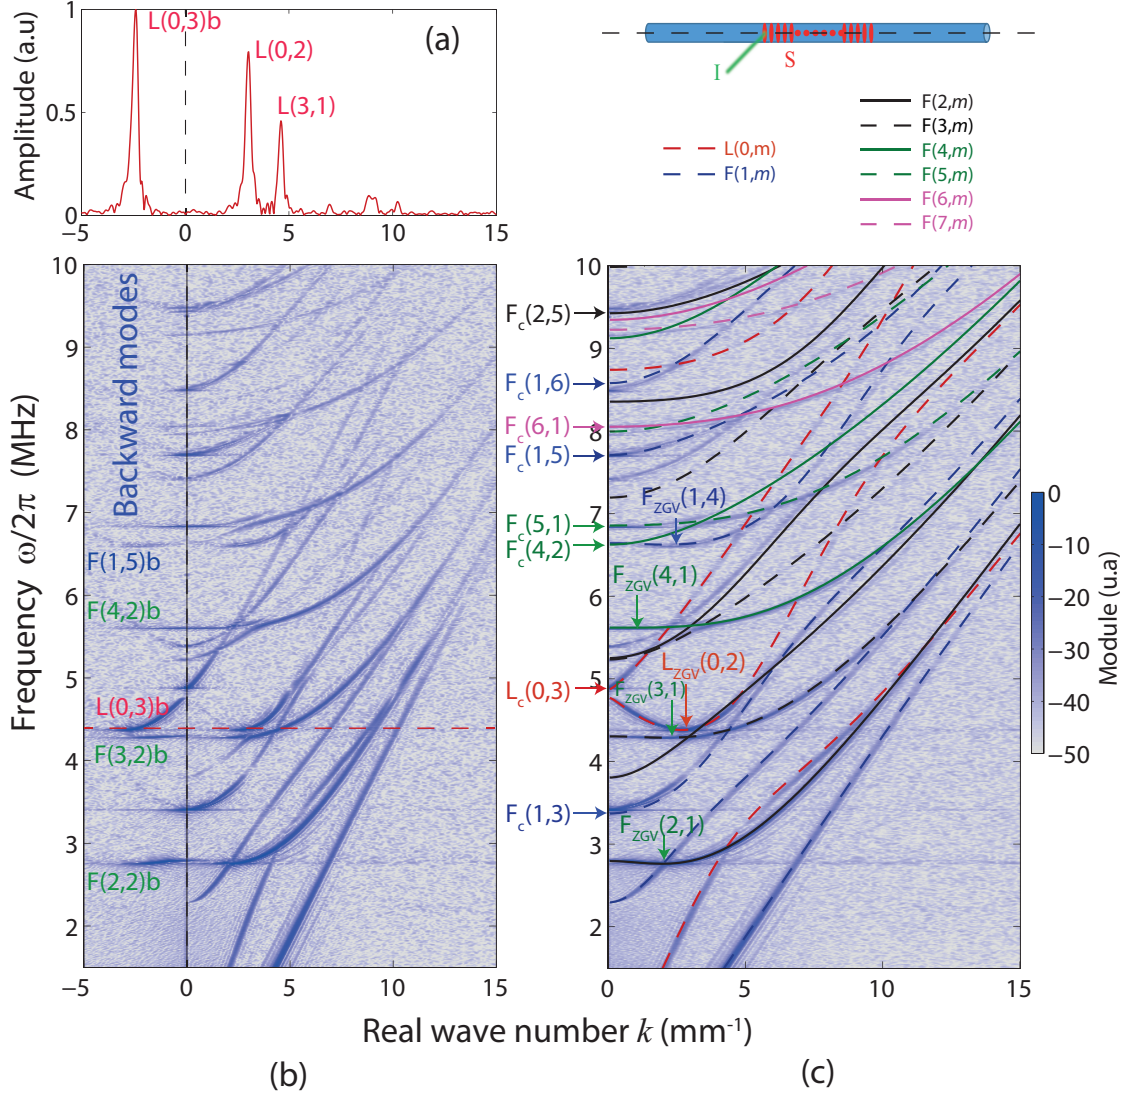 (a)
Amplitude (a.u)
1
0.5
0
L(0,3)b
L(0,2)
L(3,1)
−5
0
5
10
15
I
S
L(0,m)
F(1,m)
F(2,m)
F(3,m)
F(4,m)
F(5,m)
F(6,m)
F(7,m)
Frequency ω/2π (MHz)
10
9
8
7
6
5
4
3
2
Backward modes
F(1,5)b
F(4,2)b
L(0,3)b
F(3,2)b
F(2,2)b
−5
0
5
10
15
Fc(2,5)
Fc(1,6)
Fc(6,1)
Fc(1,5)
Fc(5,1)
Fc(4,2)
Lc(0,3)
Fc(1,3)
10
9
8
7
6
5
4
3
2
FZGV(1,4)
FZGV(4,1)
LZGV(0,2)
FZGV(3,1)
FZGV(2,1)
0
5
10
15
0
−10
−20
−30
−40
−50
Module (u.a)
Real wave number k (mm-1)
(b)
(c)